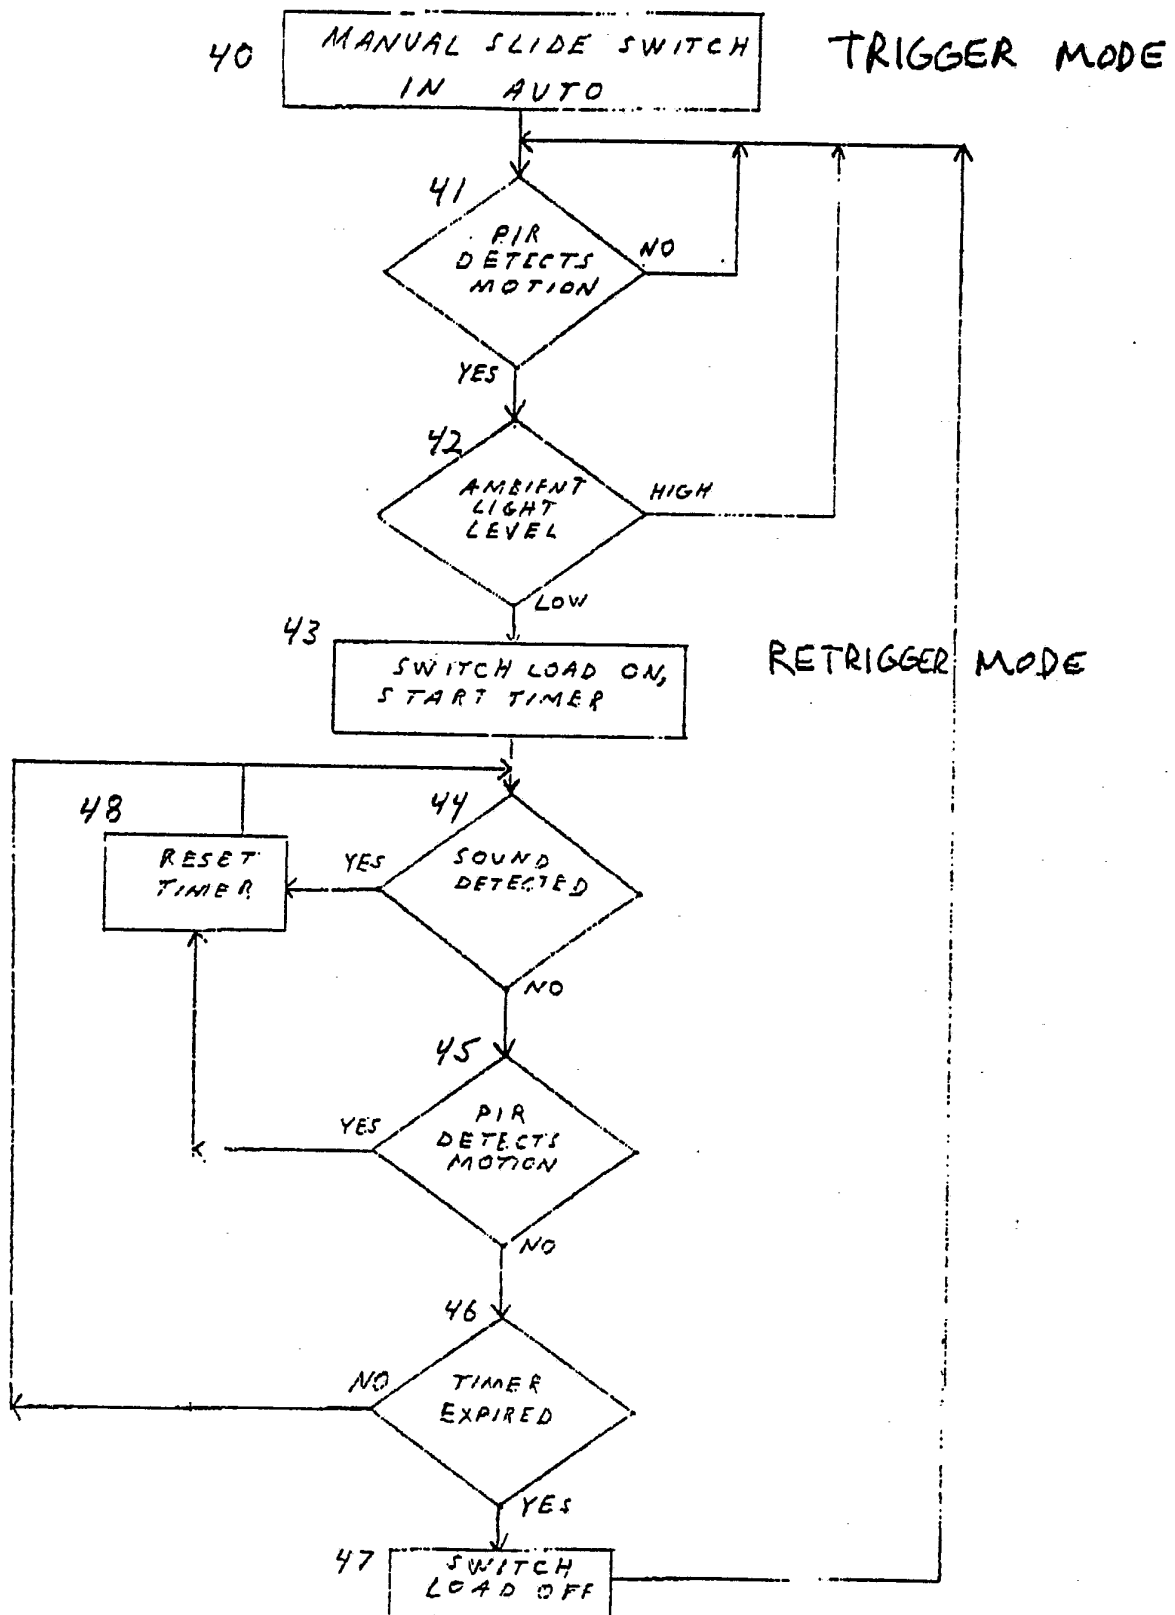 40
MANUAL SLIDE SWITCH
IN AUTO
TRIGGER MODE
41
PIR
DETECTS
MOTION
NO
YES
42
AMBIENT
LIGHT
LEVEL
HIGH
LOW
43
SWITCH LOAD ON,
START TIMER
RETRIGGER MODE
48
RESET
TIMER
44
YES
SOUND
DETECTED
NO
45
YES
PIR
DETECTS
MOTION
NO
46
NO
TIMER
EXPIRED
YES
47
SWITCH
LOAD OFF